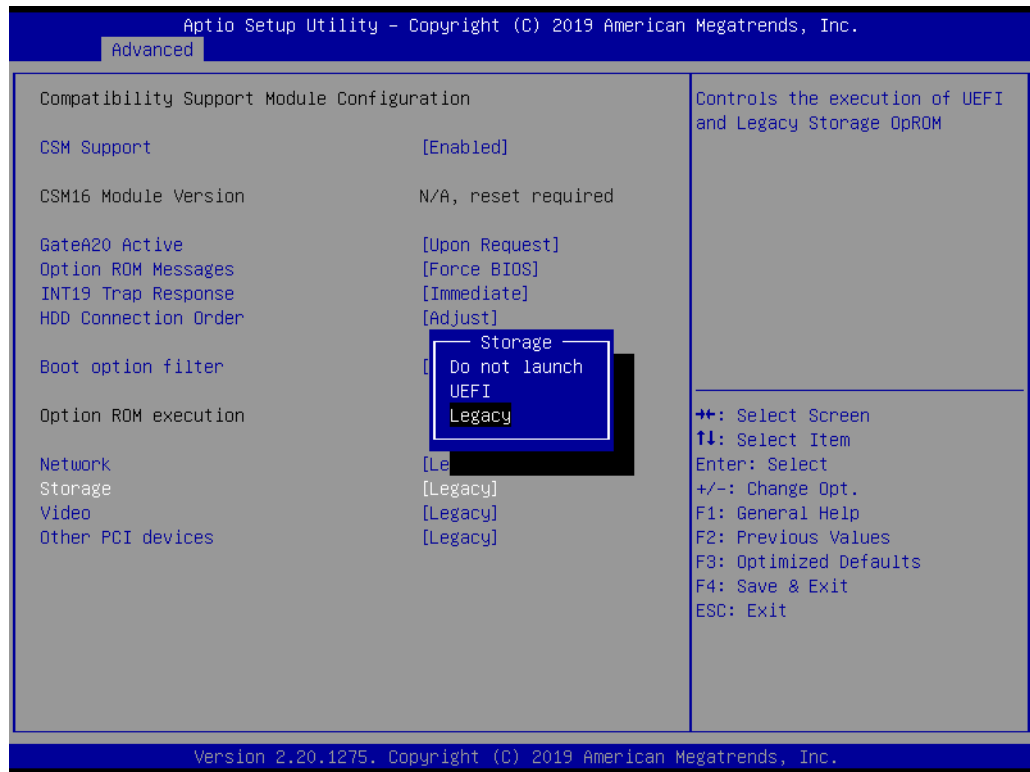 Aptio Setup Utility – Copyright (C) 2019 American Megatrends, Inc.
Advanced
Compatibility Support Module Configuration
CSM Support [Enabled]
CSM16 Module Version N/A, reset required
GateA20 Active [Upon Request]
Option ROM Messages [Force BIOS]
INT19 Trap Response [Immediate]
HDD Connection Order [Adjust]
Boot option filter [
Option ROM execution
Network [Le
Storage [Legacy]
Video [Legacy]
Other PCI devices [Legacy]
Storage
Do not launch
UEFI
Legacy
Controls the execution of UEFI
and Legacy Storage OpROM
→←: Select Screen
↑↓: Select Item
Enter: Select
+/-: Change Opt.
F1: General Help
F2: Previous Values
F3: Optimized Defaults
F4: Save & Exit
ESC: Exit
Version 2.20.1275. Copyright (C) 2019 American Megatrends, Inc.